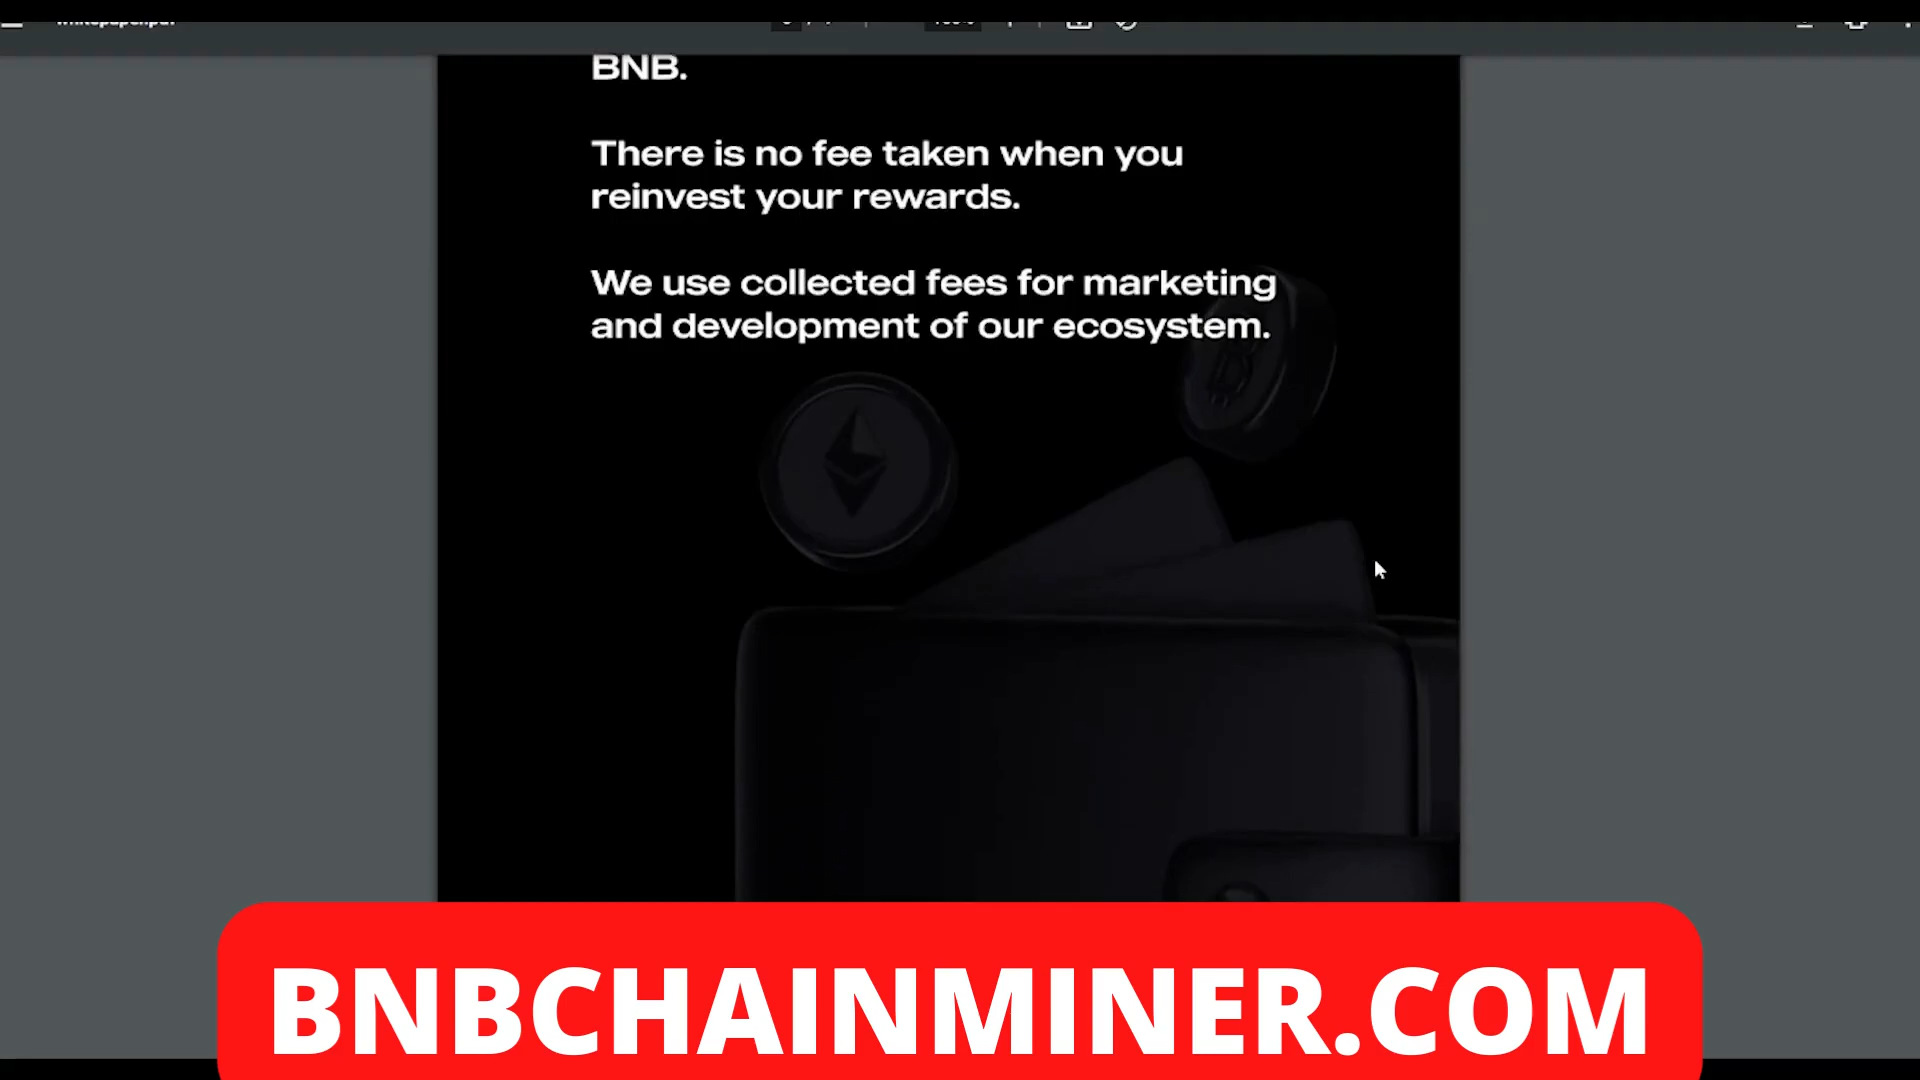 BNB.
There is no fee taken when you
reinvest your rewards.
We use collected fees for marketing
and development of our ecosystem.
BNBCHAINMINER.COM